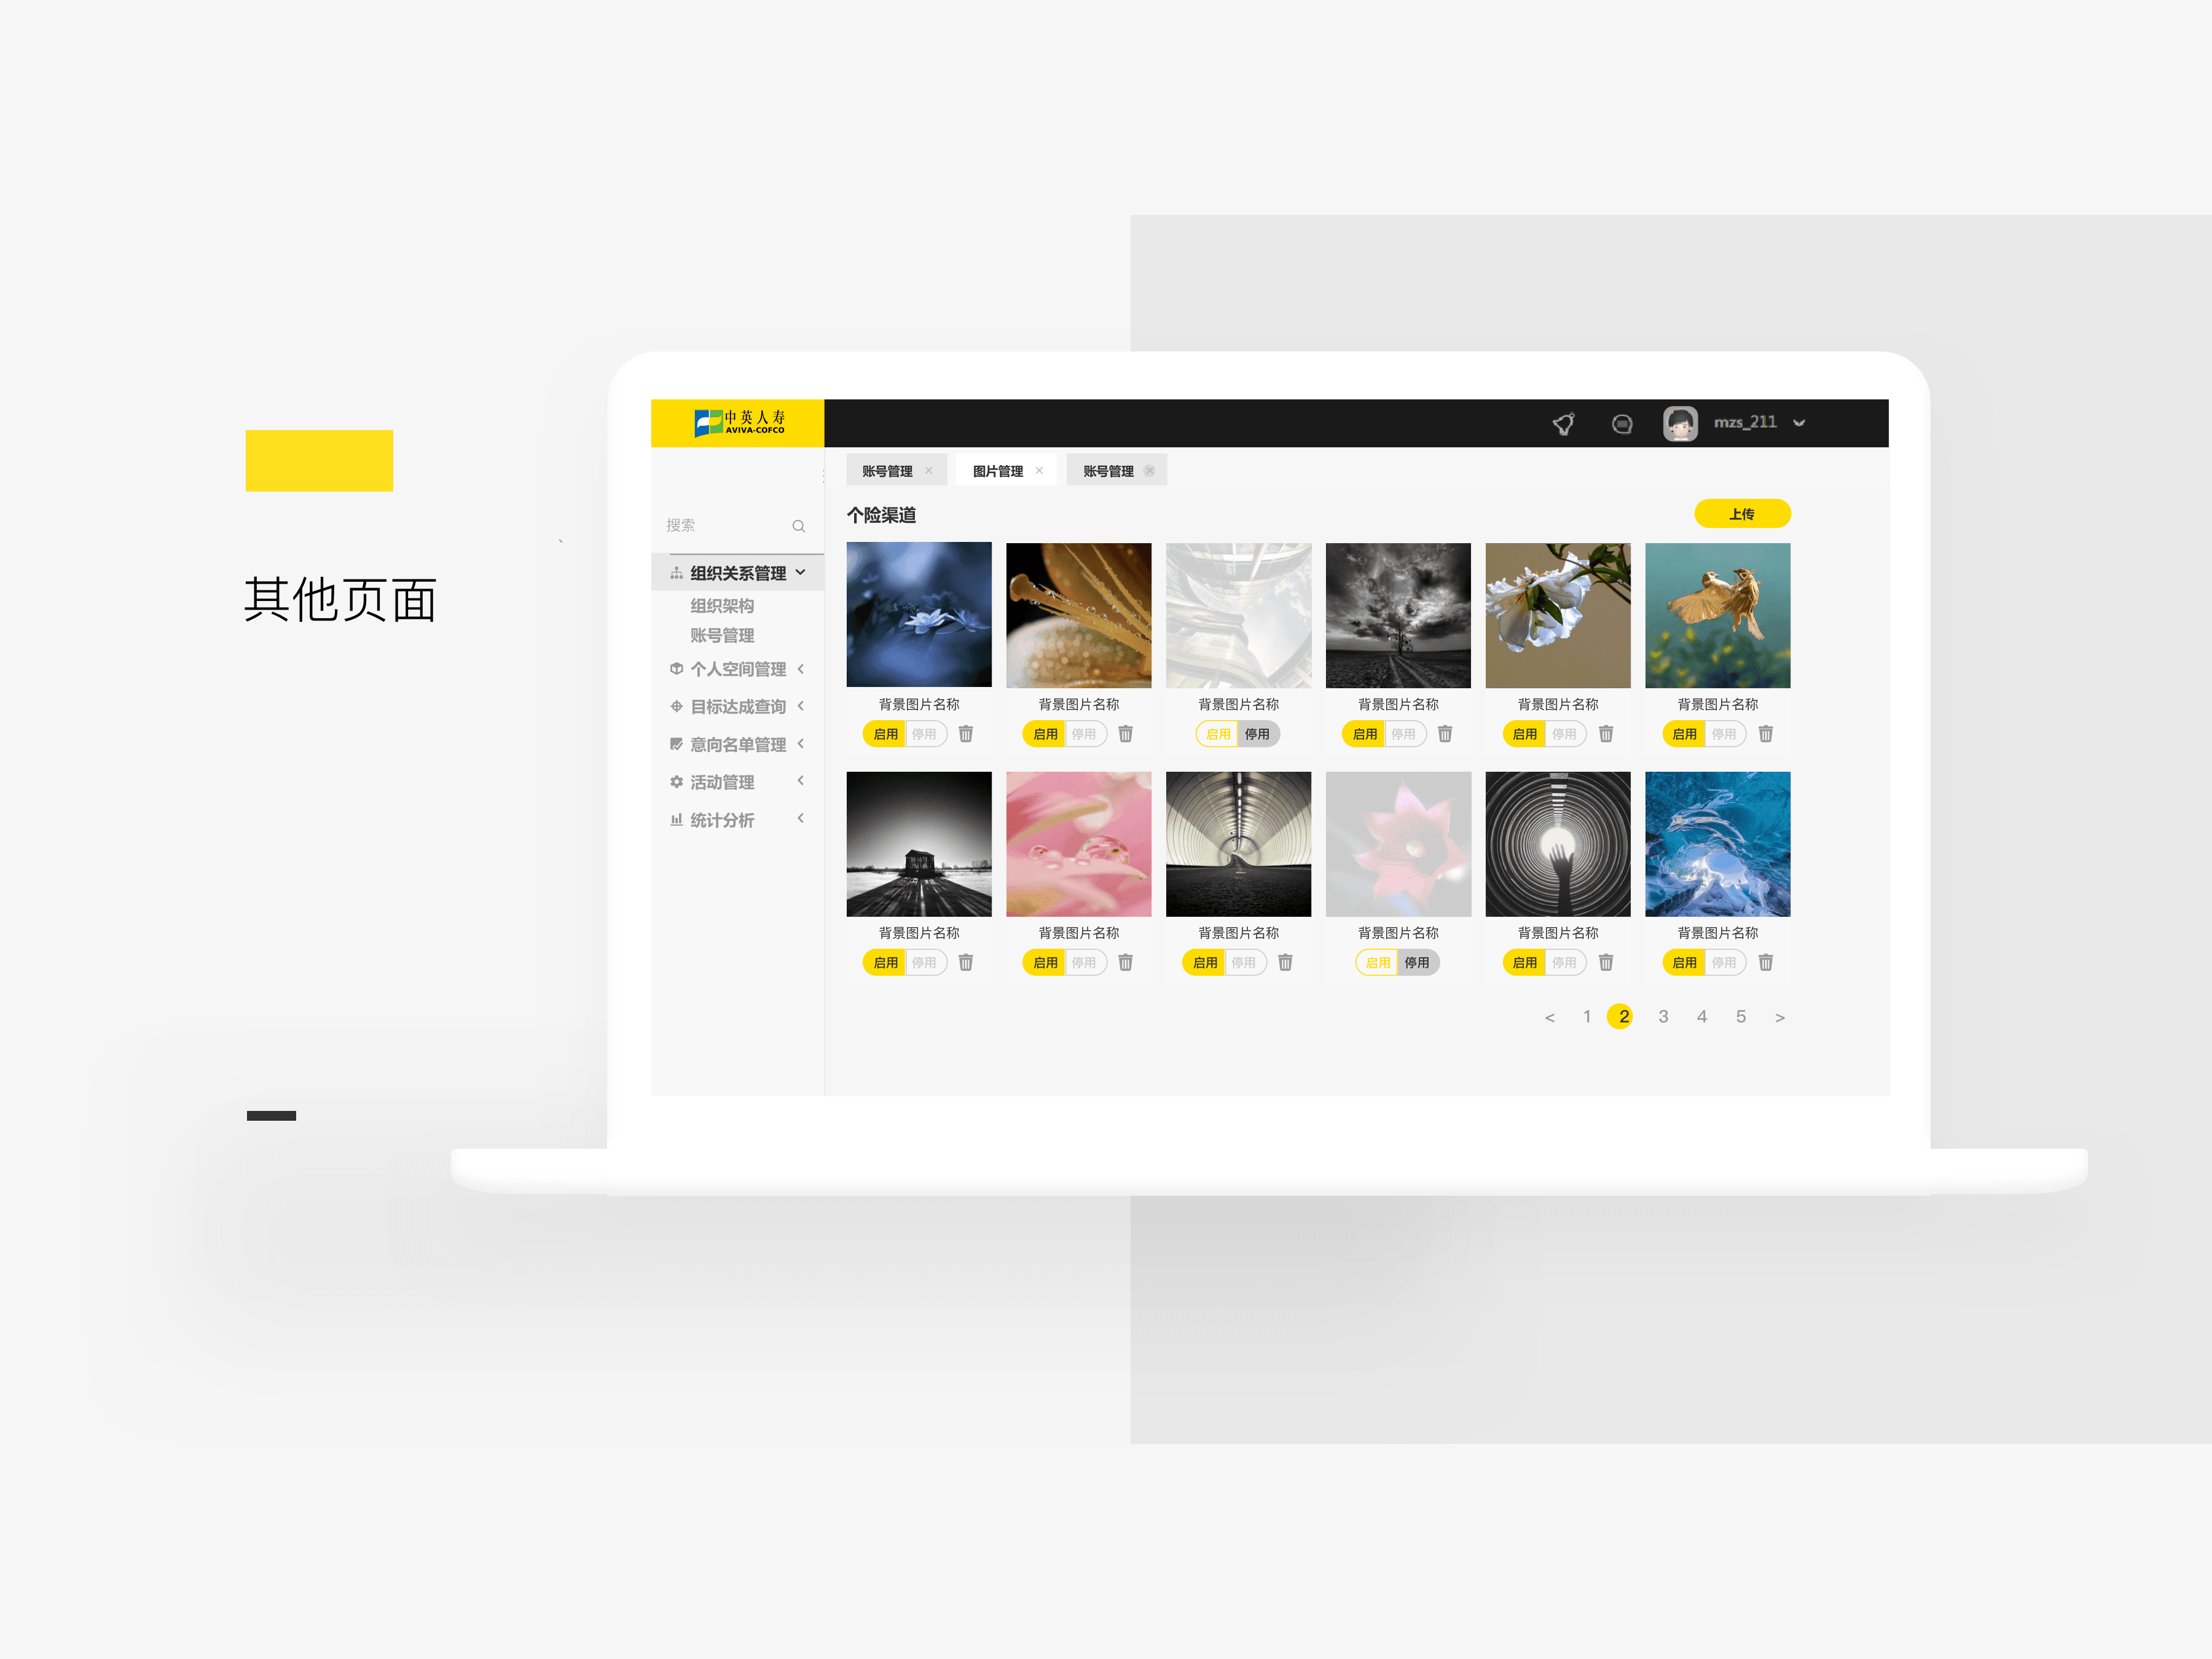 其他页面
中英人寿
AVIVA-COFCO
mzs_211
账号管理 × 图片管理 × 账号管理 ×
搜索
组织关系管理
组织架构
账号管理
个人空间管理
目标达成查询
意向名单管理
活动管理
统计分析
个险渠道
上传
背景图片名称 背景图片名称 背景图片名称 背景图片名称 背景图片名称 背景图片名称
启用 停用 启用 停用 启用 停用 启用 停用 启用 停用 启用 停用
背景图片名称 背景图片名称 背景图片名称 背景图片名称 背景图片名称 背景图片名称
启用 停用 启用 停用 启用 停用 启用 停用 启用 停用 启用 停用
< 1 2 3 4 5 >